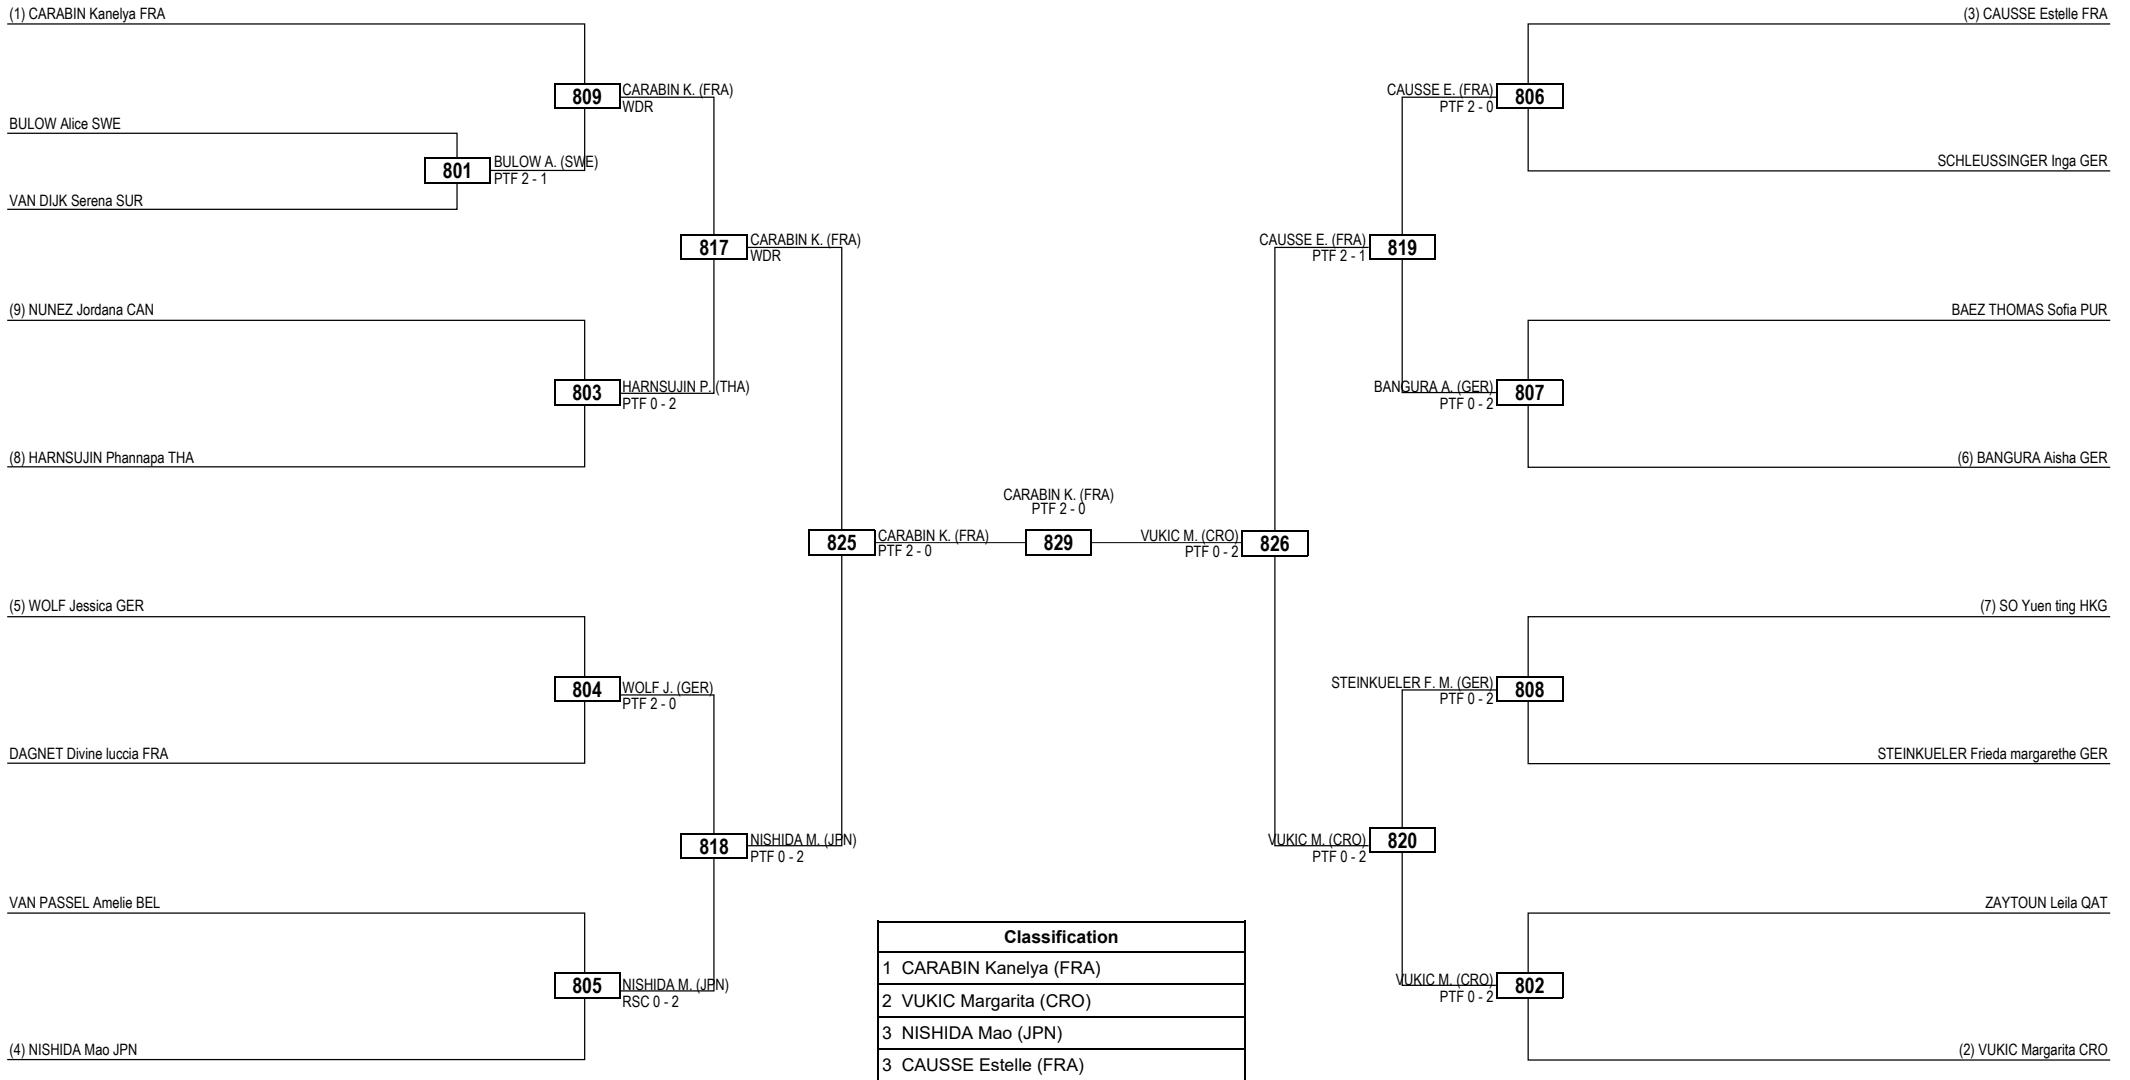 (1) CARABIN Kanelya FRA
809
CARABIN K. (FRA)
WDR
BULOW Alice SWE
801
BULOW A. (SWE)
PTF 2 - 1
VAN DIJK Serena SUR
817
CARABIN K. (FRA)
WDR
(9) NUNEZ Jordana CAN
803
HARNSUJIN P. (THA)
PTF 0 - 2
(8) HARNSUJIN Phannapa THA
825
CARABIN K. (FRA)
PTF 2 - 0
(5) WOLF Jessica GER
804
WOLF J. (GER)
PTF 2 - 0
DAGNET Divine luccia FRA
818
NISHIDA M. (JPN)
PTF 0 - 2
VAN PASSEL Amelie BEL
805
NISHIDA M. (JPN)
RSC 0 - 2
(4) NISHIDA Mao JPN
CARABIN K. (FRA)
PTF 2 - 0
829
(3) CAUSSE Estelle FRA
CAUSSE E. (FRA)
PTF 2 - 0
806
SCHLEUSSINGER Inga GER
CAUSSE E. (FRA)
PTF 2 - 1
819
BAEZ THOMAS Sofia PUR
BANGURA A. (GER)
PTF 0 - 2
807
(6) BANGURA Aisha GER
VUKIC M. (CRO)
PTF 0 - 2
826
(7) SO Yuen ting HKG
STEINKUELER F. M. (GER)
PTF 0 - 2
808
STEINKUELER Frieda margarethe GER
VUKIC M. (CRO)
PTF 0 - 2
820
ZAYTOUN Leila QAT
VUKIC M. (CRO)
PTF 0 - 2
802
(2) VUKIC Margarita CRO
Classification
1 CARABIN Kanelya (FRA)
2 VUKIC Margarita (CRO)
3 NISHIDA Mao (JPN)
3 CAUSSE Estelle (FRA)